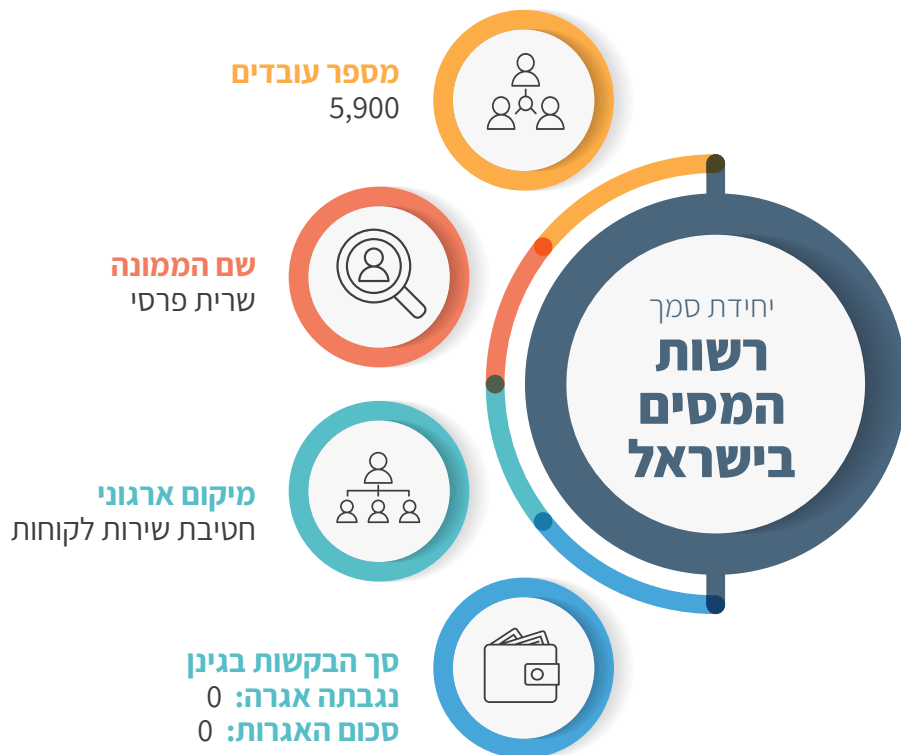 יחידת סמך
רשות
המסים
בישראל
מספר עובדים
5,900
שם הממונה
שרית פרסי
מיקום ארגוני
חטיבת שירות לקוחות
סך הבקשות בגינן
נגבתה אגרה: 0
סכום האגרות: 0